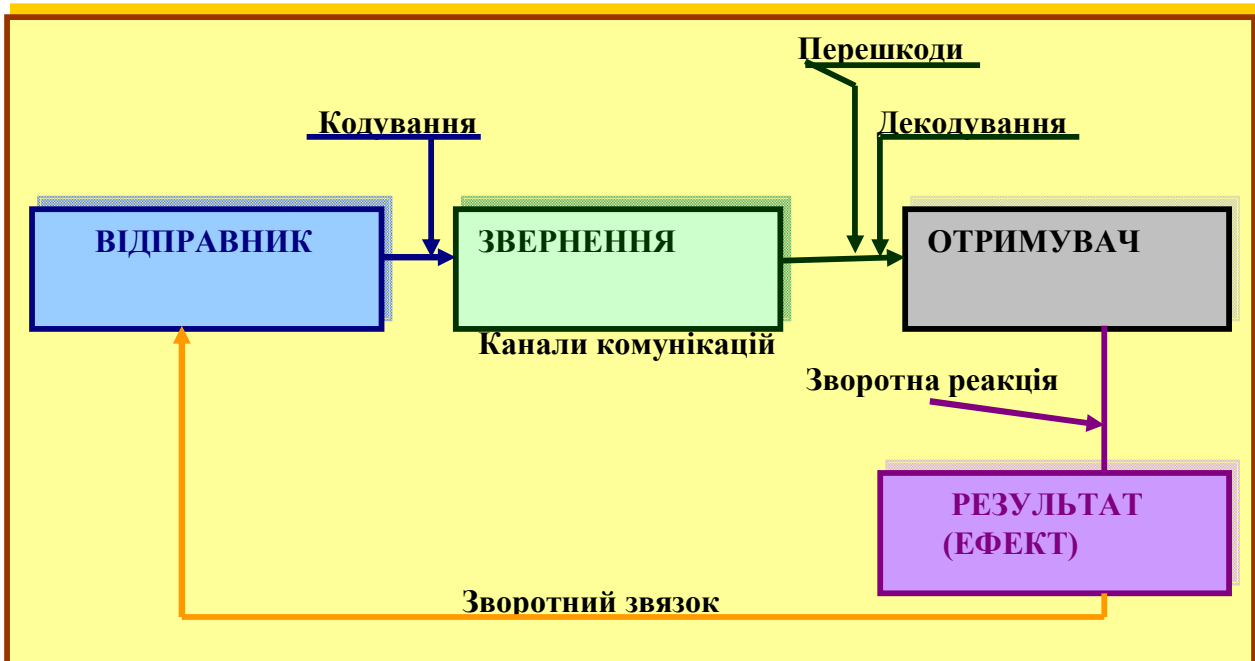 Перешкоди
Кодування
Декодування
ВІДПРАВНИК
ЗВЕРНЕННЯ
ОТРИМУВАЧ
Канали комунікацій
Зворотна реакція
РЕЗУЛЬТАТ
(ЕФЕКТ)
Зворотний звязок